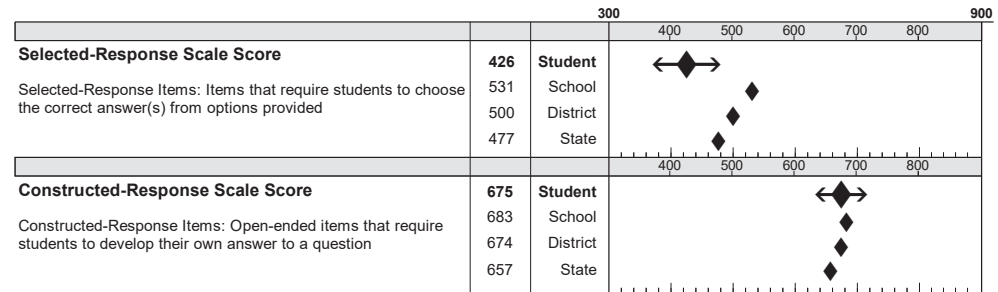 300 900
400 500 600 700 800
Selected-Response Scale Score 426 Student
Selected-Response Items: Items that require students to choose 531 School
the correct answer(s) from options provided 500 District
477 State
400 500 600 700 800
Constructed-Response Scale Score 675 Student
Constructed-Response Items: Open-ended items that require 683 School
students to develop their own answer to a question 674 District
657 State